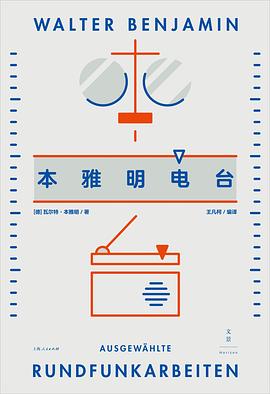 WALTER BENJAMIN
本雅明电台
[德] 瓦尔特·本雅明/著
王凡柯/编译
文景
Horizon
上海人民出版社
AUSGEWÄHLTE
RUNDFUNKARBEITEN